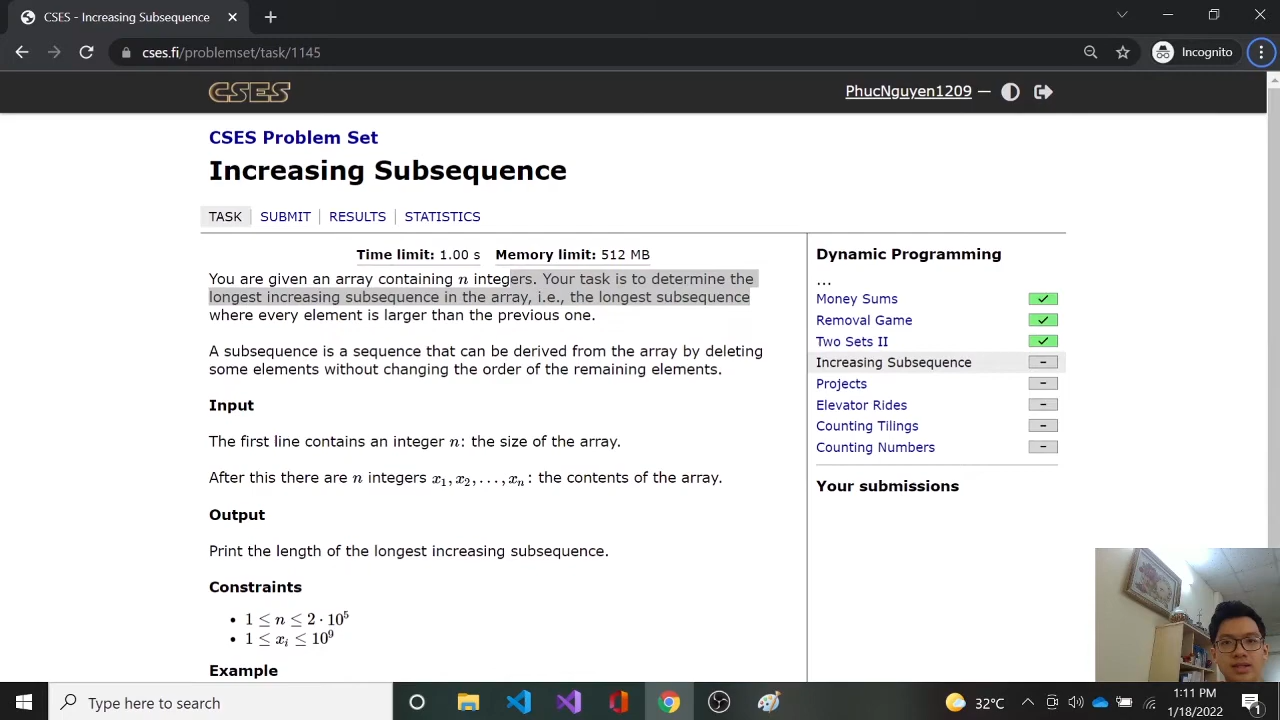 CSES - Increasing Subsequence
cses.fi/problemset/task/1145
Incognito
CSES
PhucNguyen1209 —
CSES Problem Set
Increasing Subsequence
TASK
SUBMIT
RESULTS
STATISTICS
Time limit: 1.00 s Memory limit: 512 MB
You are given an array containing n integers. Your task is to determine the
longest increasing subsequence in the array, i.e., the longest subsequence
where every element is larger than the previous one.
A subsequence is a sequence that can be derived from the array by deleting
some elements without changing the order of the remaining elements.
Input
The first line contains an integer n: the size of the array.
After this there are n integers x₁, x₂, . . . , xₙ: the contents of the array.
Output
Print the length of the longest increasing subsequence.
Constraints
• 1 ≤ n ≤ 2 · 10⁵
• 1 ≤ xᵢ ≤ 10⁹
Example
Dynamic Programming
...
Money Sums
Removal Game
Two Sets II
Increasing Subsequence –
Projects –
Elevator Rides –
Counting Tilings –
Counting Numbers –
Your submissions
Type here to search
32°C
1:11 PM
1/18/2022
1